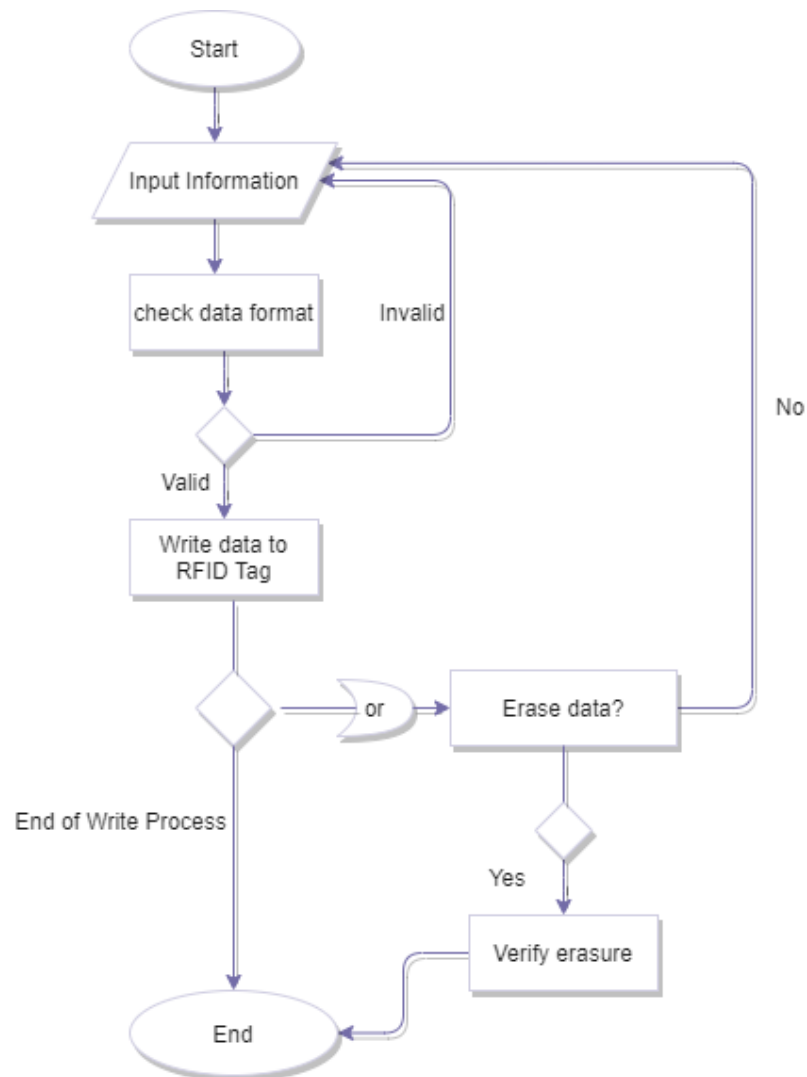 Start
Input Information
check data format
Invalid
No
Valid
Write data to
RFID Tag
or
Erase data?
End of Write Process
Yes
Verify erasure
End